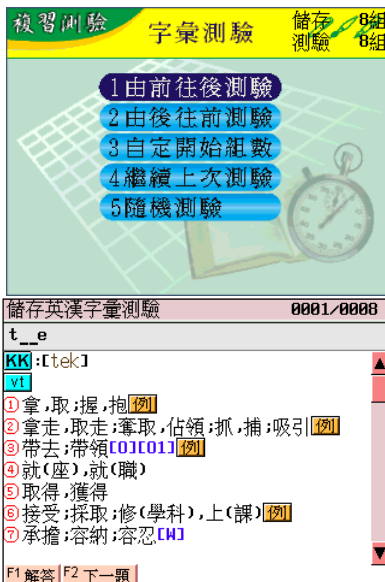 複習測驗 字彙測驗 儲存 8組
測驗 8組
1由前往後測驗
2由後往前測驗
3自定開始組數
4繼續上次測驗
5隨機測驗
儲存英漢字彙測驗 0001/0008
t__e
KK:[tek]
vt
①拿,取;握,抱例
②拿走,取走;奪取,佔領;抓,捕;吸引例
③帶去;帶領[O][O1]例
④就(座),就(職)
⑤取得,獲得
⑥接受;採取;修(學科),上(課)例
⑦承擔;容納;容忍[W]
F1解答 F2下一題